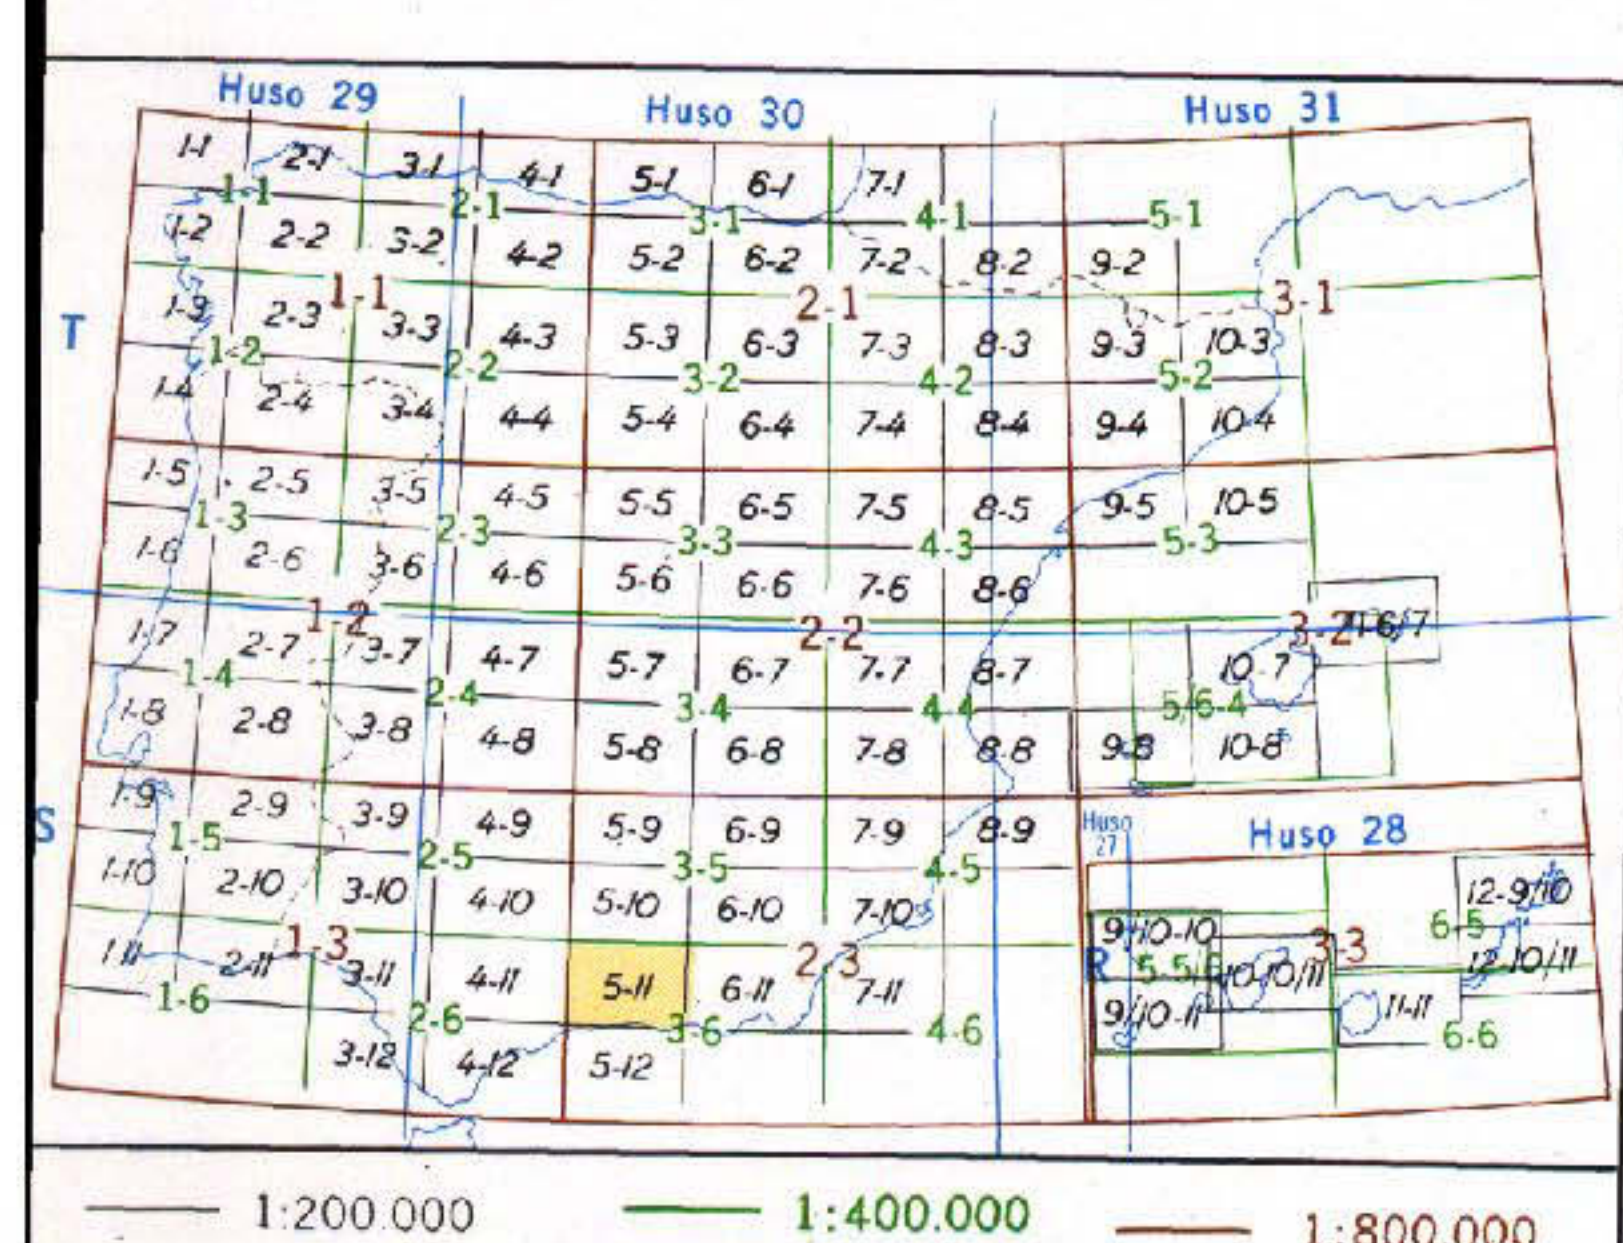 Huso 29 Huso 30 Huso 31
1-1 2-1 3-1 4-1 5-1 6-1 7-1
1-1 2-1 3-1 4-1 5-1
1-2 2-2 3-2 4-2 5-2 6-2 7-2 8-2 9-2
1-1 2-1 3-1
T 1-3 2-3 3-3 4-3 5-3 6-3 7-3 8-3 9-3 10-3
1-2 2-2 3-2 4-2 5-2
1-4 2-4 3-4 4-4 5-4 6-4 7-4 8-4 9-4 10-4
1-5 2-5 3-5 4-5 5-5 6-5 7-5 8-5 9-5 10-5
1-3 2-3 3-3 4-3 5-3
1-6 2-6 3-6 4-6 5-6 6-6 7-6 8-6
1-2 2-2 3-2 11-6/7
1-7 2-7 3-7 4-7 5-7 6-7 7-7 8-7 10-7
1-4 2-4 3-4 4-4 5/6-4
1-8 2-8 3-8 4-8 5-8 6-8 7-8 8-8 9-8 10-8
S 1-9 2-9 3-9 4-9 5-9 6-9 7-9 8-9 Huso 27 Huso 28
1-5 2-5 3-5 4-5
1-10 2-10 3-10 4-10 5-10 6-10 7-10 9/10-10 12-9/10
1-3 2-3 3-3 6-5
1-11 2-11 3-11 4-11 5-11 6-11 7-11 R 10-10/11 12-10/11
1-6 2-6 3-6 4-6 9/10-11 11-11 6-6
3-12 4-12 5-12
1:200.000 1:400.000 1:800.000